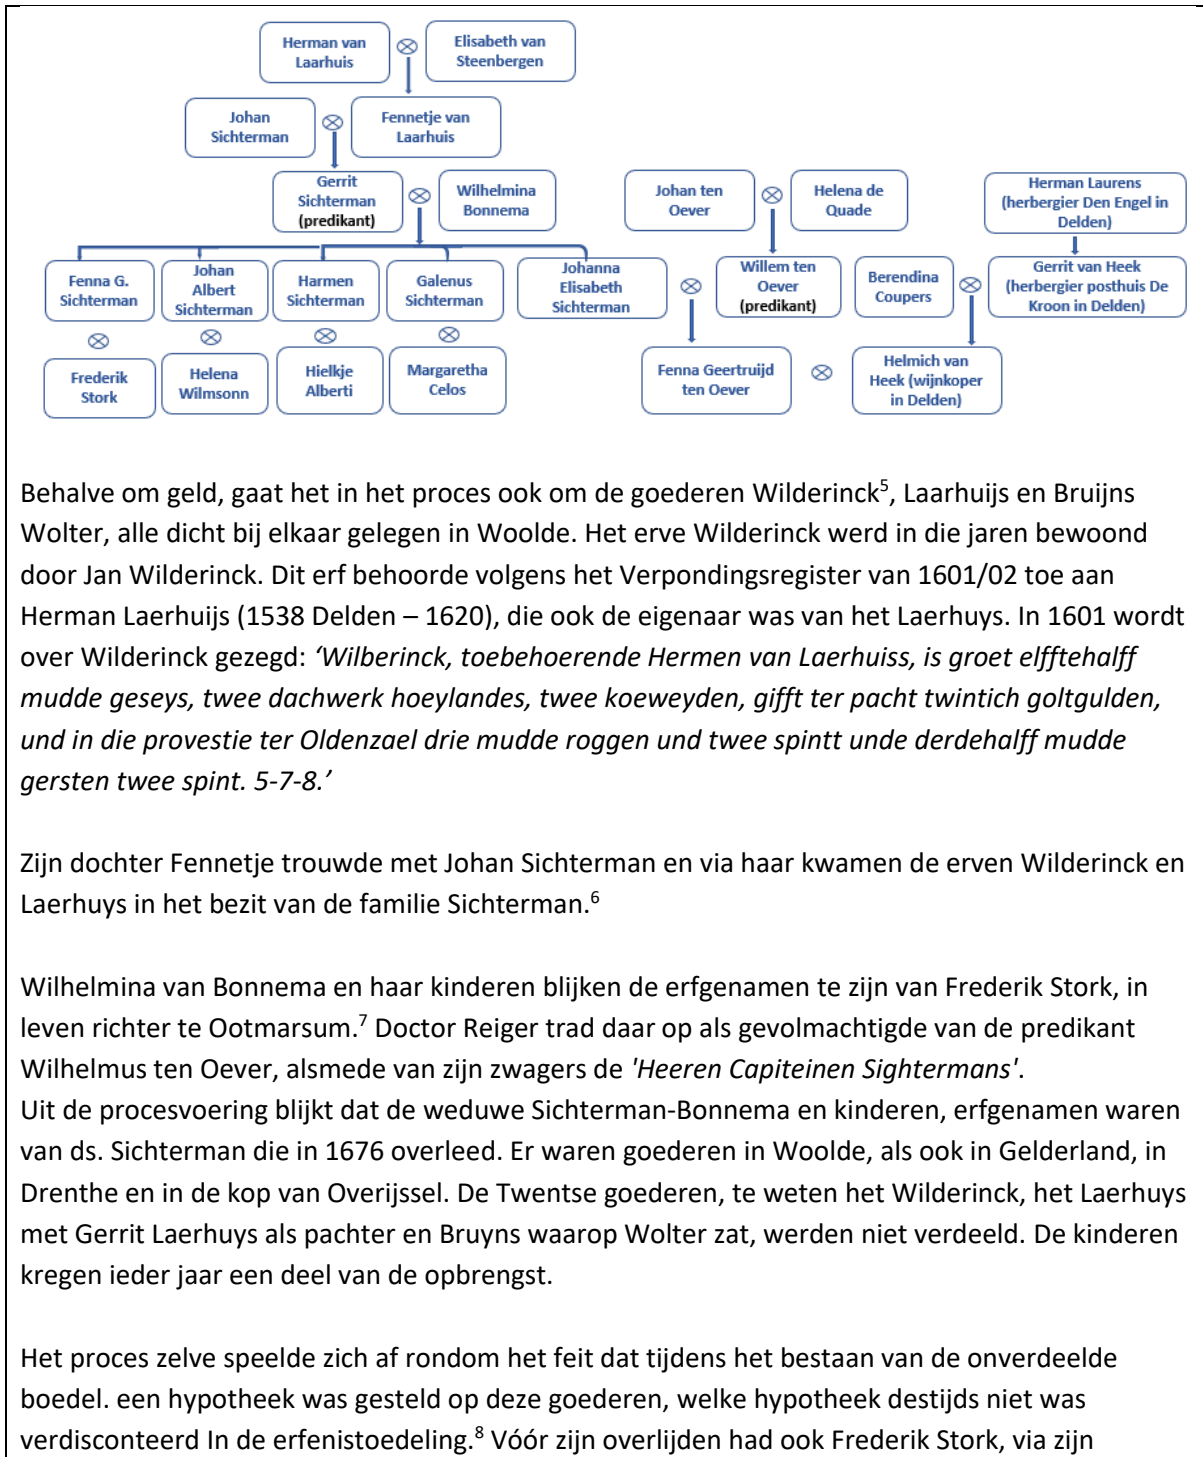 Herman van
Laarhuis
Elisabeth van
Steenbergen
Johan
Sichterman
Fennetje van
Laarhuis
Gerrit
Sichterman
(predikant)
Wilhelmina
Bonnema
Johan ten
Oever
Helena de
Quade
Herman Laurens
(herbergier Den Engel in
Delden)
Fenna G.
Sichterman
Johan
Albert
Sichterman
Harmen
Sichterman
Galenus
Sichterman
Johanna
Elisabeth
Sichterman
Willem ten
Oever
(predikant)
Berendina
Coupers
Gerrit van Heek
(herbergier posthuis De
Kroon in Delden)
Frederik
Stork
Helena
Wilmsonn
Hielkje
Alberti
Margaretha
Celos
Fenna Geertruijd
ten Oever
Helmich van
Heek (wijnkoper
in Delden)
Behalve om geld, gaat het in het proces ook om de goederen Wilderinck⁵, Laarhuijs en Bruijns
Wolter, alle dicht bij elkaar gelegen in Woolde. Het erve Wilderinck werd in die jaren bewoond
door Jan Wilderinck. Dit erf behoorde volgens het Verpondingsregister van 1601/02 toe aan
Herman Laerhuijs (1538 Delden – 1620), die ook de eigenaar was van het Laerhuys. In 1601 wordt
over Wilderinck gezegd: ‘Wilberinck, toebehoerende Hermen van Laerhuiss, is groet elfftehalff
mudde geseys, twee dachwerk hoeylandes, twee koeweyden, gifft ter pacht twintich goltgulden,
und in die provestie ter Oldenzael drie mudde roggen und twee spintt unde derdehalff mudde
gersten twee spint. 5-7-8.’
Zijn dochter Fennetje trouwde met Johan Sichterman en via haar kwamen de erven Wilderinck en
Laerhuys in het bezit van de familie Sichterman.⁶
Wilhelmina van Bonnema en haar kinderen blijken de erfgenamen te zijn van Frederik Stork, in
leven richter te Ootmarsum.⁷ Doctor Reiger trad daar op als gevolmachtigde van de predikant
Wilhelmus ten Oever, alsmede van zijn zwagers de 'Heeren Capiteinen Sightermans'.
Uit de procesvoering blijkt dat de weduwe Sichterman-Bonnema en kinderen, erfgenamen waren
van ds. Sichterman die in 1676 overleed. Er waren goederen in Woolde, als ook in Gelderland, in
Drenthe en in de kop van Overijssel. De Twentse goederen, te weten het Wilderinck, het Laerhuys
met Gerrit Laerhuys als pachter en Bruyns waarop Wolter zat, werden niet verdeeld. De kinderen
kregen ieder jaar een deel van de opbrengst.
Het proces zelve speelde zich af rondom het feit dat tijdens het bestaan van de onverdeelde
boedel. een hypotheek was gesteld op deze goederen, welke hypotheek destijds niet was
verdisconteerd In de erfenistoedeling.⁸ Vóór zijn overlijden had ook Frederik Stork, via zijn